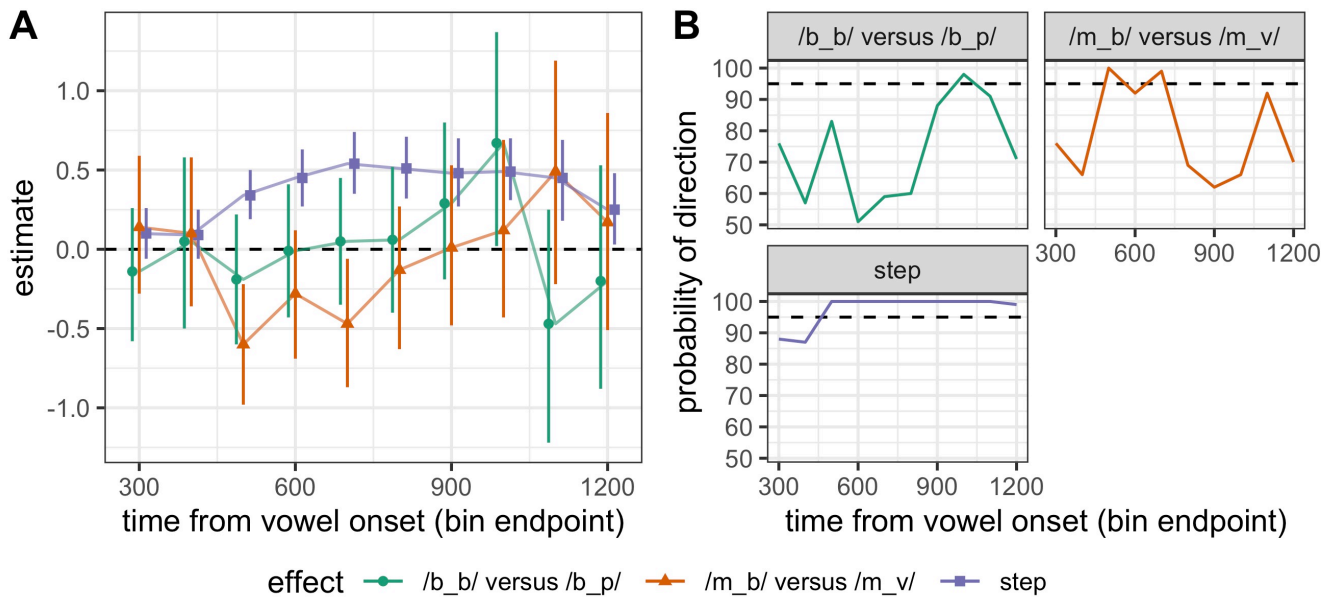 A
estimate
1.0
0.5
0.0
-0.5
-1.0
300 600 900 1200
time from vowel onset (bin endpoint)
B
probability of direction
/b_b/ versus /b_p/
/m_b/ versus /m_v/
100
90
80
70
60
50
300 600 900 1200
step
100
90
80
70
60
50
300 600 900 1200
time from vowel onset (bin endpoint)
effect /b_b/ versus /b_p/ /m_b/ versus /m_v/ step